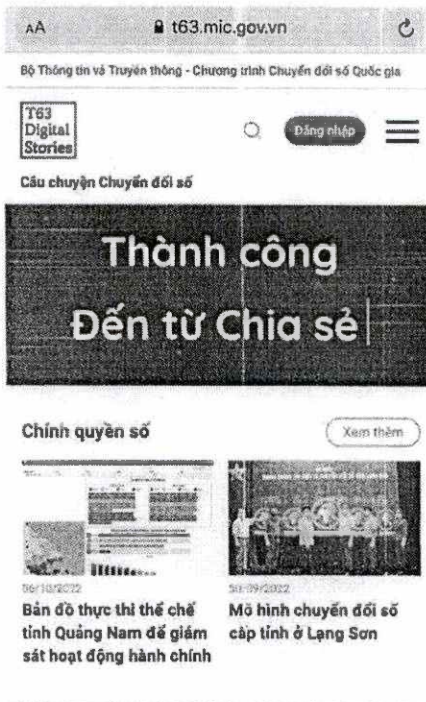 AA
t63.mic.gov.vn
Bộ Thông tin và Truyền thông - Chương trình Chuyển đổi số Quốc gia
T63
Digital
Stories
Đăng nhập
Câu chuyện Chuyển đổi số
Thành công
Đến từ Chia sẻ
Chính quyền số
Xem thêm
06/10/2022
30/09/2022
Bản đồ thực thi thể chế
tỉnh Quảng Nam để giám
sát hoạt động hành chính
Mô hình chuyển đổi số
cấp tỉnh ở Lạng Sơn